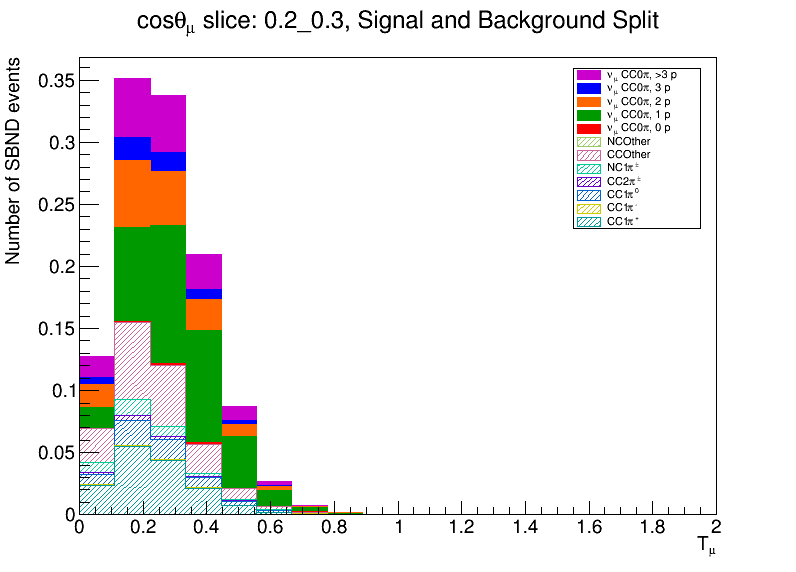 cosθμ slice: 0.2_0.3, Signal and Background Split
Number of SBND events
0.35
0.3
0.25
0.2
0.15
0.1
0.05
0
νμ CC0π, >3 p
νμ CC0π, 3 p
νμ CC0π, 2 p
νμ CC0π, 1 p
νμ CC0π, 0 p
NCOther
CCOther
NC1π±
CC2π±
CC1π⁰
CC1π⁻
CC1π⁺
0 0.2 0.4 0.6 0.8 1 1.2 1.4 1.6 1.8 2
Tμ